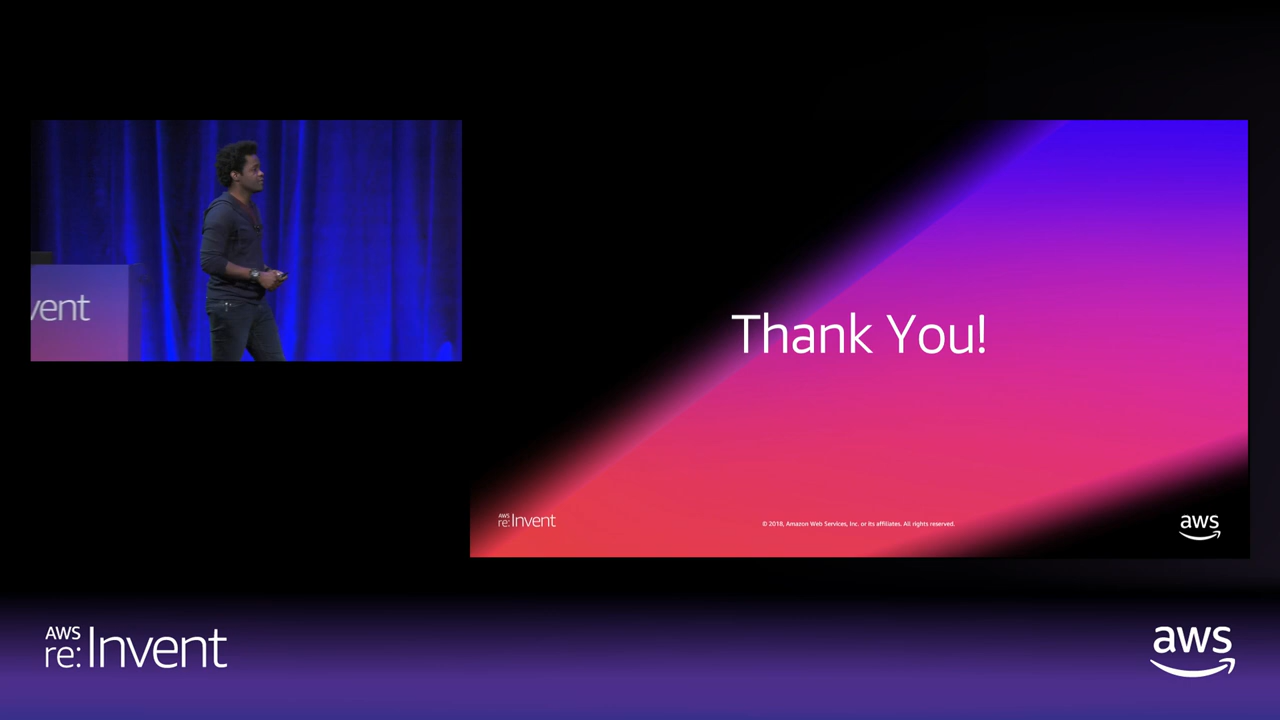 vent
Thank You!
AWS
re:Invent
© 2018, Amazon Web Services, Inc. or its affiliates. All rights reserved.
aws
AWS
re:Invent
aws